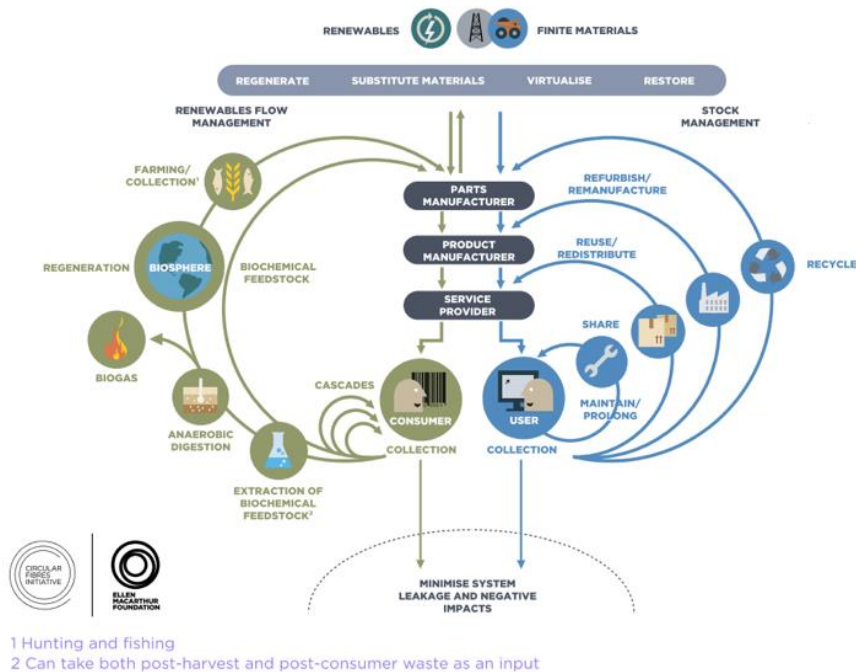 RENEWABLES
FINITE MATERIALS
REGENERATE
SUBSTITUTE MATERIALS
VIRTUALISE
RESTORE
RENEWABLES FLOW
MANAGEMENT
STOCK
MANAGEMENT
FARMING/
COLLECTION¹
PARTS
MANUFACTURER
REFURBISH/
REMANUFACTURE
REGENERATION
BIOSPHERE
BIOCHEMICAL
FEEDSTOCK
PRODUCT
MANUFACTURER
REUSE/
REDISTRIBUTE
RECYCLE
SERVICE
PROVIDER
SHARE
BIOGAS
CASCADES
CONSUMER
USER
MAINTAIN/
PROLONG
ANAEROBIC
DIGESTION
COLLECTION
COLLECTION
EXTRACTION OF
BIOCHEMICAL
FEEDSTOCK²
CIRCULAR
FIBRES
INITIATIVE
ELLEN
MACARTHUR
FOUNDATION
MINIMISE SYSTEM
LEAKAGE AND NEGATIVE
IMPACTS
1 Hunting and fishing
2 Can take both post-harvest and post-consumer waste as an input